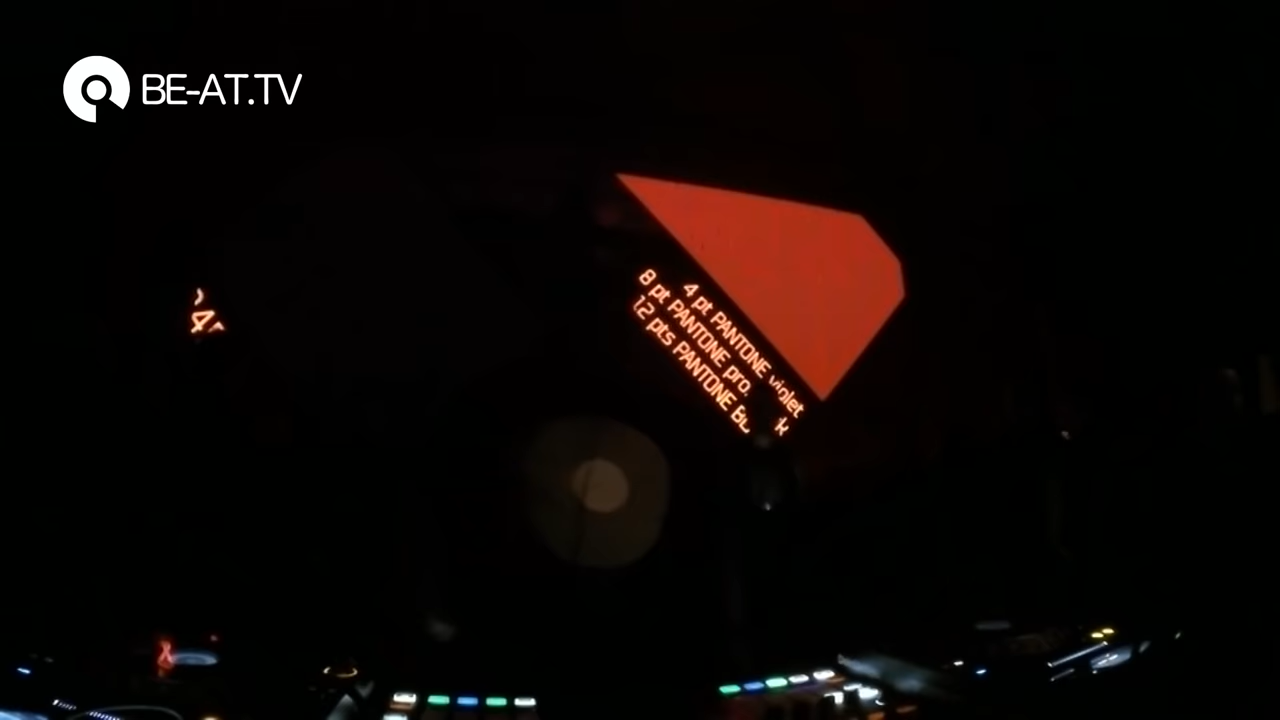 BE-AT.TV
4 pt PANTONE violet
8 pt PANTONE pro.
12 pts PANTONE